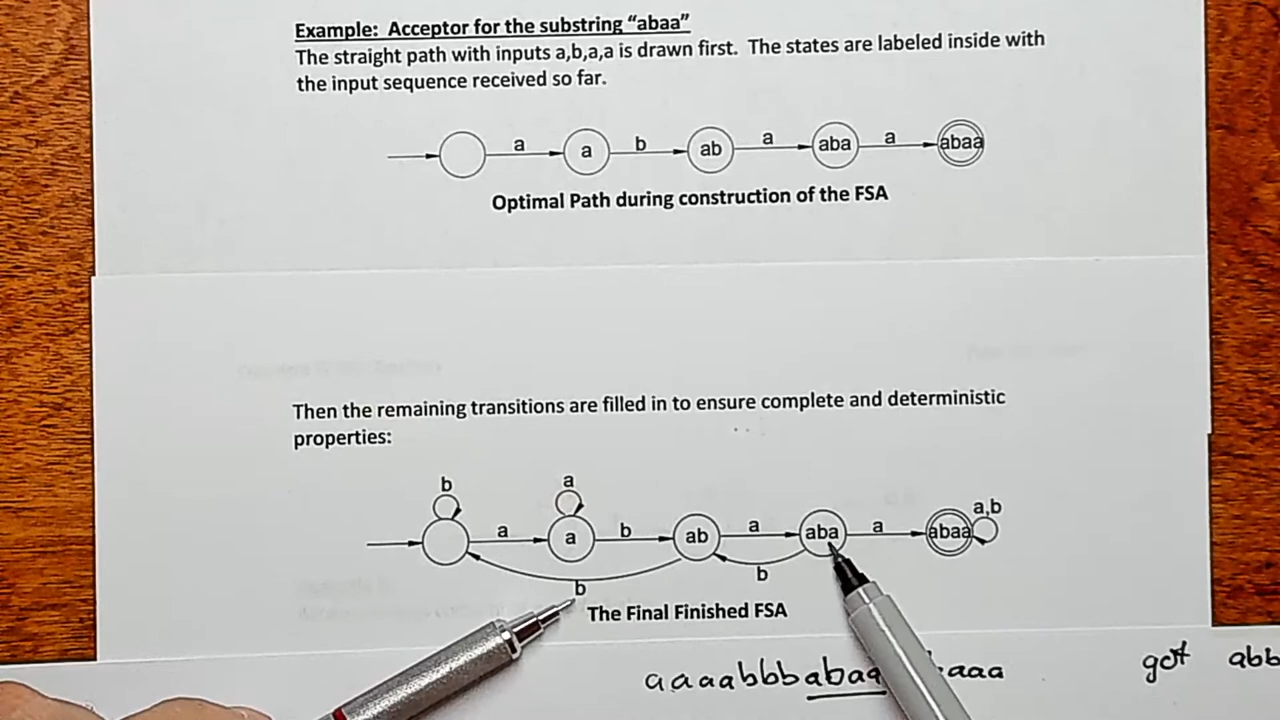 Example: Acceptor for the substring "abaa"
The straight path with inputs a,b,a,a is drawn first. The states are labeled inside with
the input sequence received so far.
a b a a
a ab aba abaa
Optimal Path during construction of the FSA
Then the remaining transitions are filled in to ensure complete and deterministic
properties:
b a a,b
a b a a
a ab aba abaa
b b
The Final Finished FSA
aaaabbbabaa aaa got abb